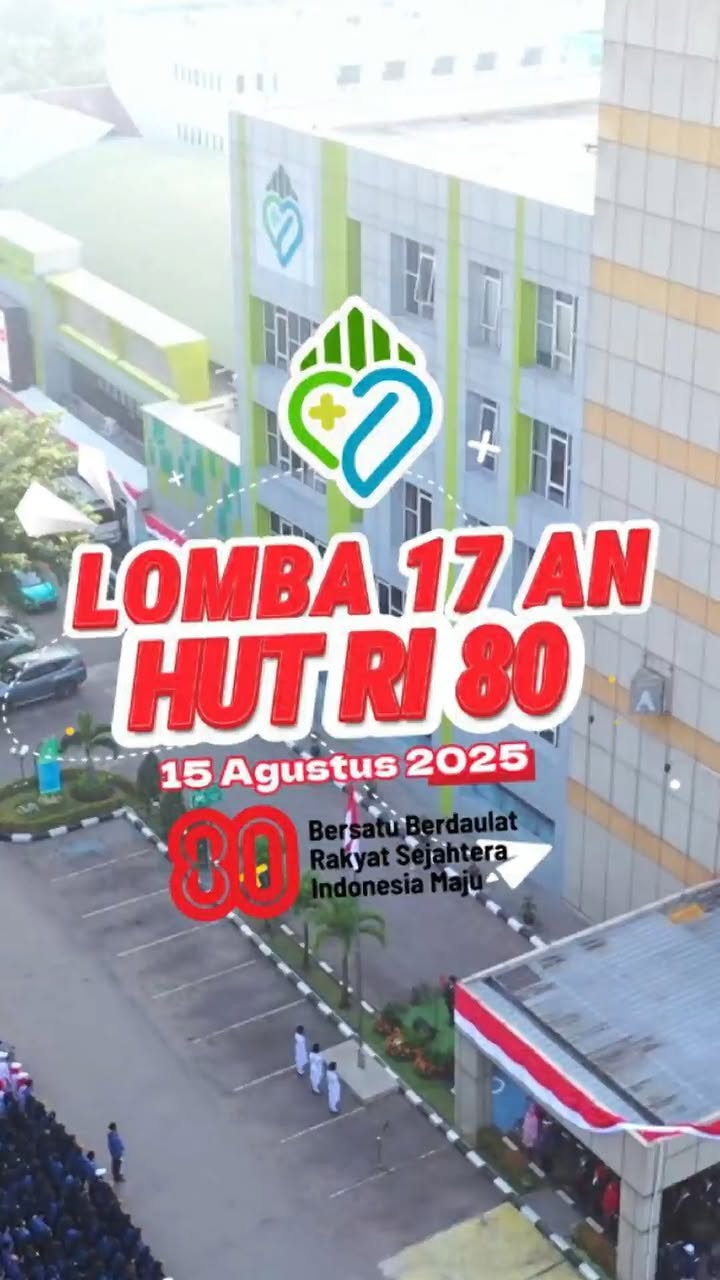 LOMBA 17 AN
HUT RI 80
15 Agustus 2025
80
Bersatu Berdaulat
Rakyat Sejahtera
Indonesia Maju
A